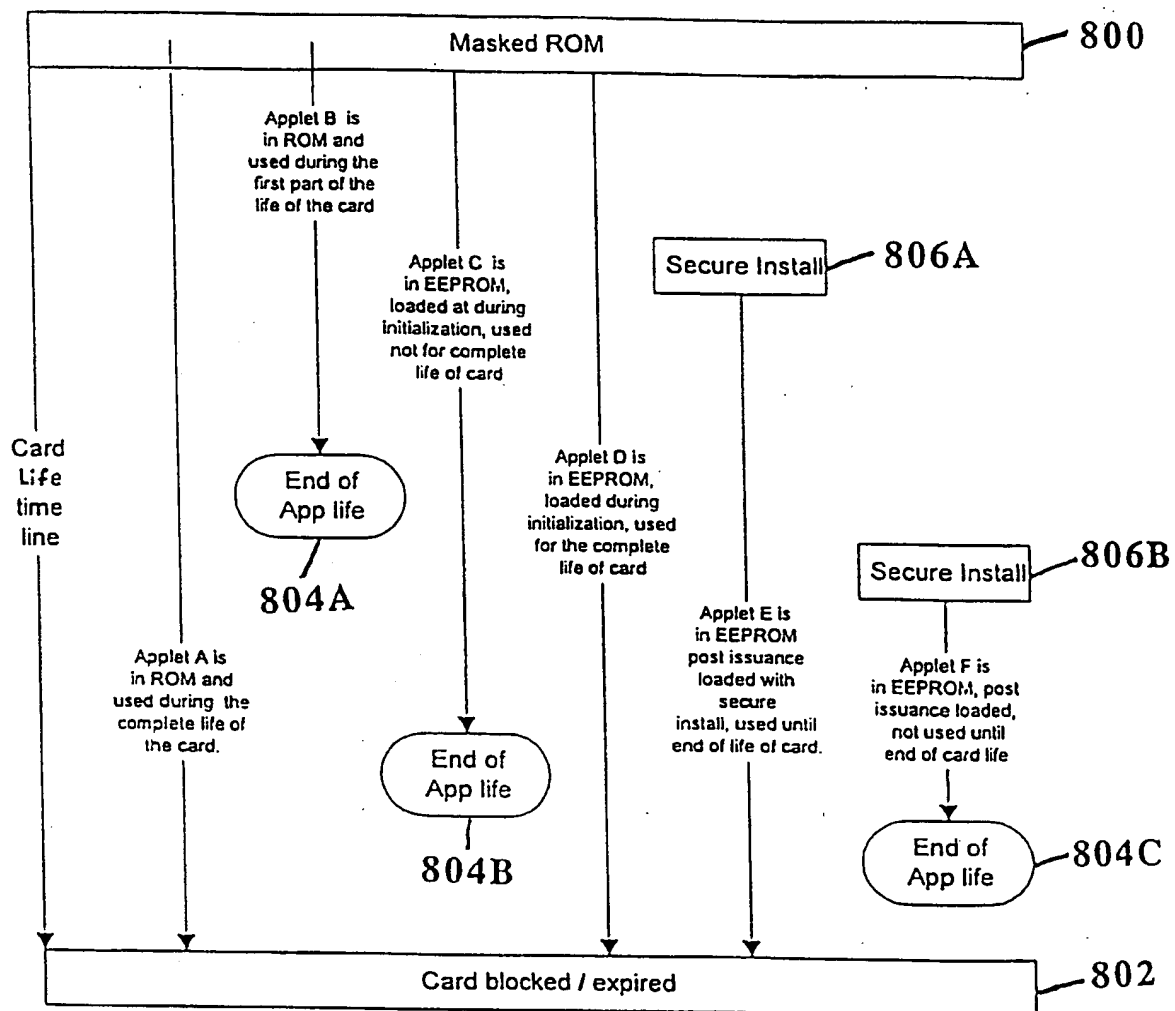 Masked ROM
800
Applet B is
in ROM and
used during the
first part of the
life of the card
Applet C is
in EEPROM,
loaded at during
initialization, used
not for complete
life of card
Secure Install
806A
Card
Life
time
line
End of
App life
804A
Applet D is
in EEPROM,
loaded during
initialization, used
for the complete
life of card
Secure Install
806B
Applet A is
in ROM and
used during the
complete life of
the card.
Applet E is
in EEPROM
post issuance
loaded with
secure
install, used until
end of life of card.
Applet F is
in EEPROM, post
issuance loaded,
not used until
end of card life
End of
App life
804B
End of
App life
804C
Card blocked / expired
802